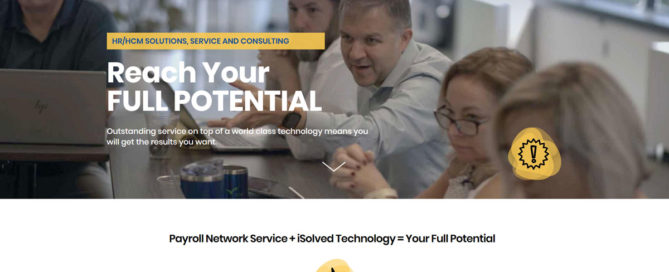 HR/HCM SOLUTIONS, SERVICE AND CONSULTING
Reach Your
FULL POTENTIAL
Outstanding service on top of a world class technology means you
will get the results you want.
hp
!
Payroll Network Service + iSolved Technology = Your Full Potential